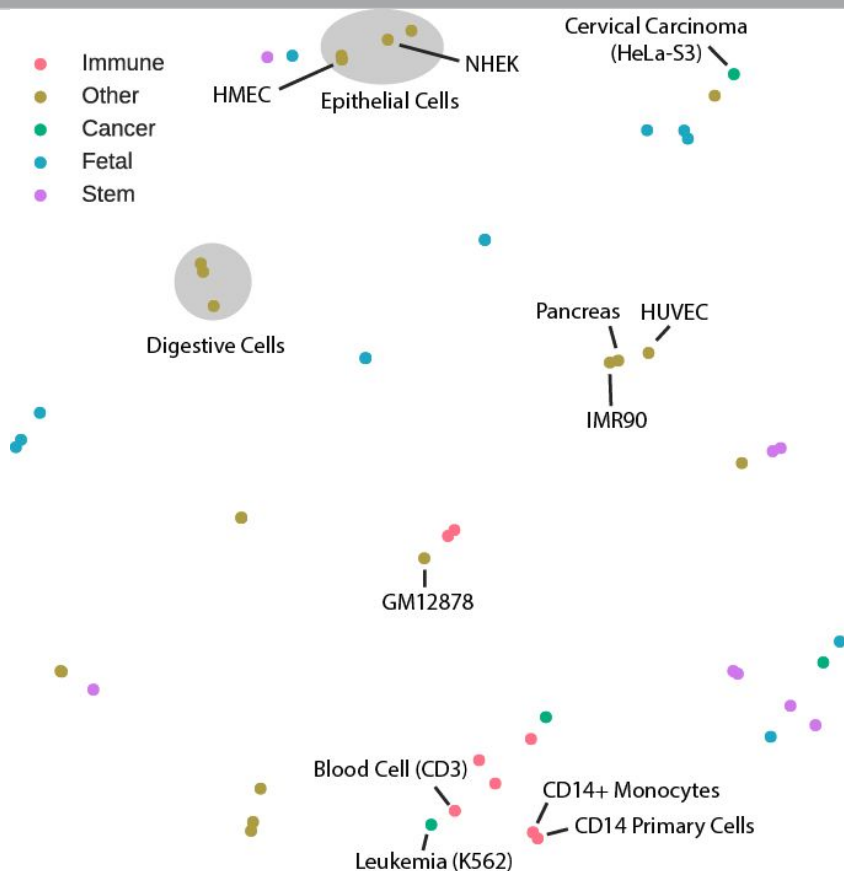 Immune
Other
Cancer
Fetal
Stem
HMEC
NHEK
Epithelial Cells
Cervical Carcinoma
(HeLa-S3)
Digestive Cells
Pancreas
HUVEC
IMR90
GM12878
Blood Cell (CD3)
CD14+ Monocytes
CD14 Primary Cells
Leukemia (K562)